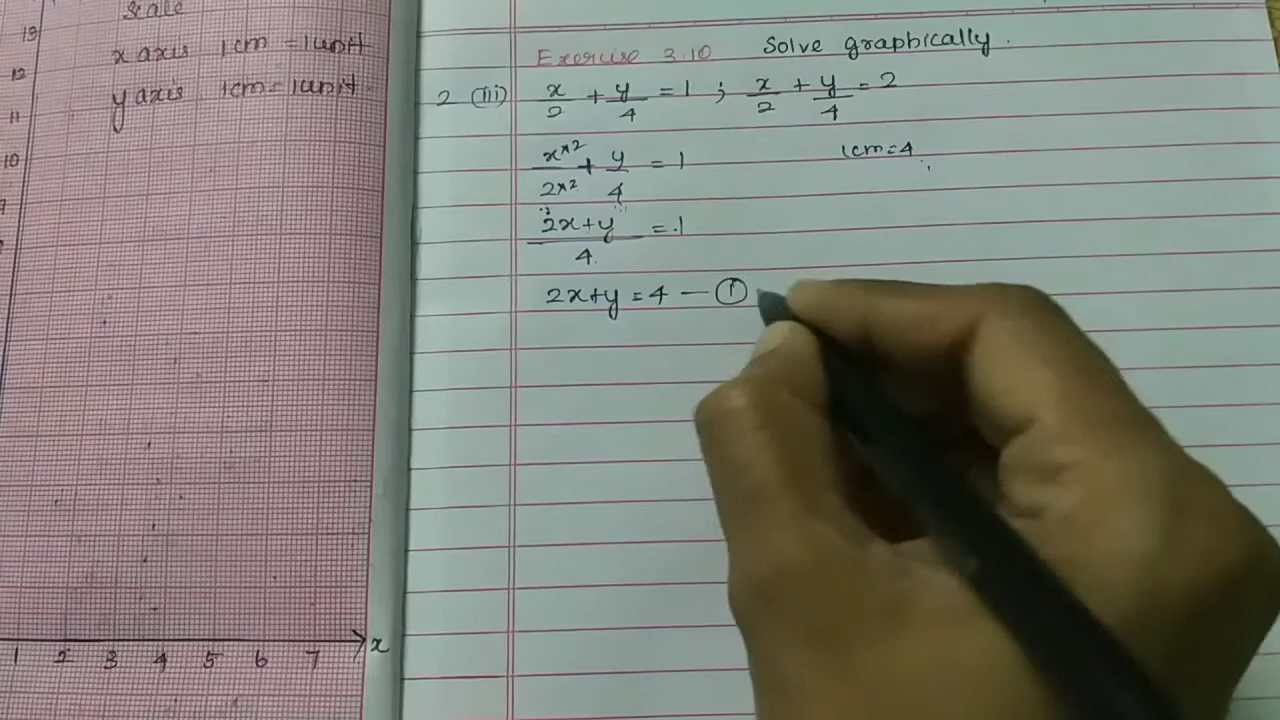 Scale
x axis 1cm = 1unit
y axis 1cm = 1unit.
13
12
11
10
9
1 2 3 4 5 6 7 x
Exercise 3.10 Solve graphically.
2 (iii) x/2 + y/4 = 1 ; x/2 + y/4 = 2
x×2/2×2 + y/4 = 1
lcm = 4
2x+y/4 = 1
2x+y = 4 — ①